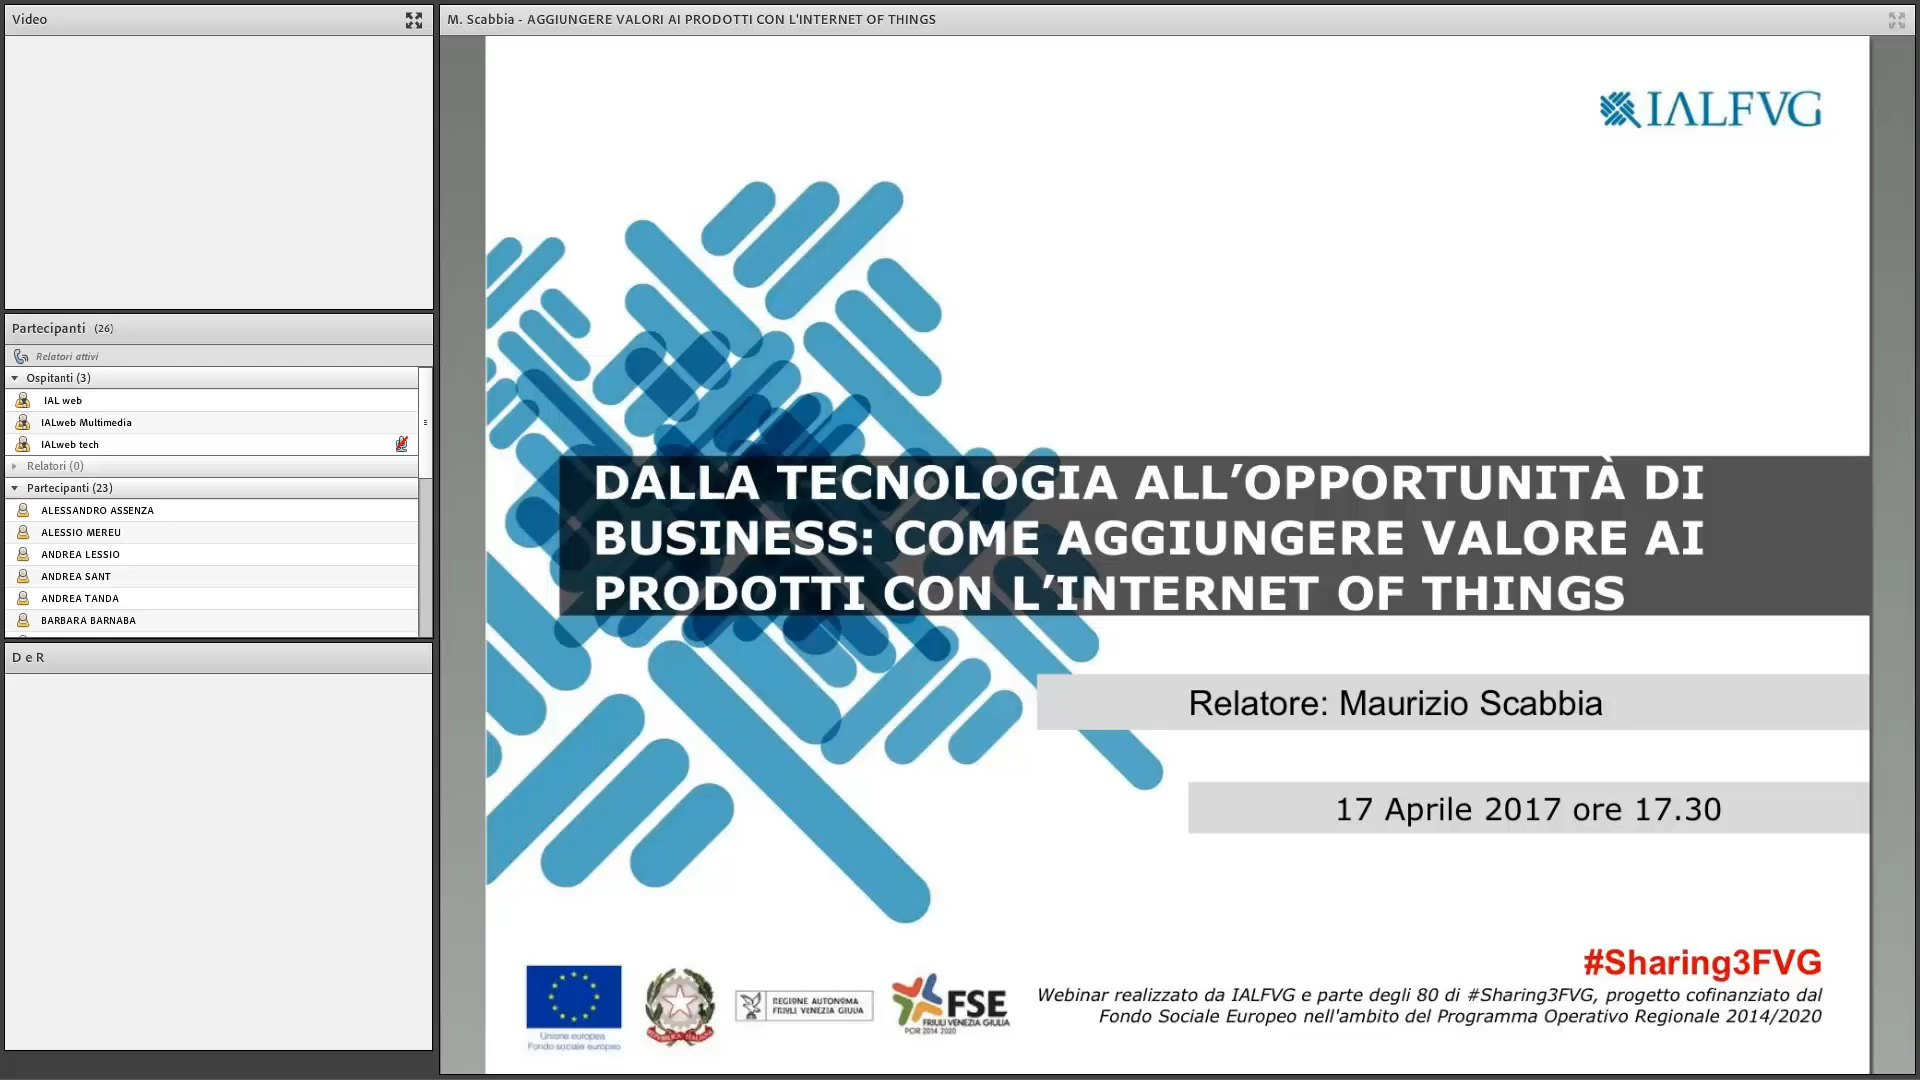 Video
Partecipanti (26)
Relatori attivi
Ospitanti (3)
IAL web
IALweb Multimedia
IALweb tech
Relatori (0)
Partecipanti (23)
ALESSANDRO ASSENZA
ALESSIO MEREU
ANDREA LESSIO
ANDREA SANT
ANDREA TANDA
BARBARA BARNABA
D e R
M. Scabbia - AGGIUNGERE VALORI AI PRODOTTI CON L'INTERNET OF THINGS
IALFVG
DALLA TECNOLOGIA ALL’OPPORTUNITÀ DI
BUSINESS: COME AGGIUNGERE VALORE AI
PRODOTTI CON L’INTERNET OF THINGS
Relatore: Maurizio Scabbia
17 Aprile 2017 ore 17.30
#Sharing3FVG
Webinar realizzato da IALFVG e parte degli 80 di #Sharing3FVG, progetto cofinanziato dal
Fondo Sociale Europeo nell'ambito del Programma Operativo Regionale 2014/2020
Unione europea
Fondo sociale europeo
REGIONE AUTONOMA
FRIULI VENEZIA GIULIA
FSE
FRIULI VENEZIA GIULIA
POR 2014 2020